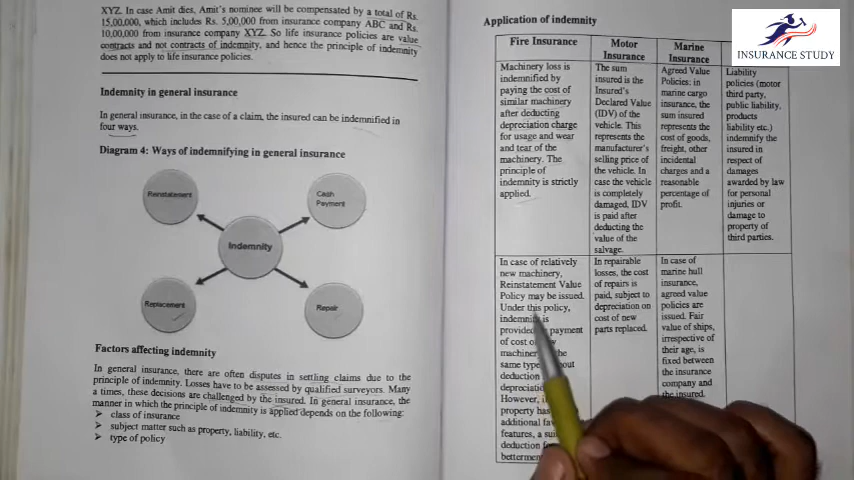 XYZ. In case Amit dies, Amit's nominee will be compensated by a total of Rs.
15,00,000, which includes Rs. 5,00,000 from insurance company ABC and Rs.
10,00,000 from insurance company XYZ. So life insurance policies are value
contracts and not contracts of indemnity, and hence the principle of indemnity
does not apply to life insurance policies.
Indemnity in general insurance
In general insurance, in the case of a claim, the insured can be indemnified in
four ways.
Diagram 4: Ways of indemnifying in general insurance
Reinstatement
Cash
Payment
Indemnity
Replacement
Repair
Factors affecting indemnity
In general insurance, there are often disputes in settling claims due to the
principle of indemnity. Losses have to be assessed by qualified surveyors. Many
a times, these decisions are challenged by the insured. In general insurance, the
manner in which the principle of indemnity is applied depends on the following:
➢ class of insurance
➢ subject matter such as property, liability, etc.
➢ type of policy
Application of indemnity
Fire Insurance
Machinery loss is
indemnified by
paying the cost of
similar machinery
after deducting
depreciation charge
for usage and wear
and tear of the
machinery. The
principle of
indemnity is strictly
applied.
In case of relatively
new machinery,
Reinstatement Value
Policy may be issued.
Under this policy,
indemnity is
provided payment
of cost of
machinery the
same type
deduction
depreciation
However,
property has
additional
features, a
deduction
betterment
Motor
Insurance
The sum
insured is the
Insured's
Declared Value
(IDV) of the
vehicle. This
represents the
manufacturer's
selling price of
the vehicle. In
case the vehicle
is completely
damaged, IDV
is paid after
deducting the
value of the
salvage.
In repairable
losses, the cost
of repairs is
paid, subject to
depreciation on
cost of new
parts replaced.
Marine
Insurance
Agreed Value
Policies: in
marine cargo
insurance, the
sum insured
represents the
cost of goods,
freight, other
incidental
charges and a
reasonable
percentage of
profit.
In case of
marine hull
insurance,
agreed value
policies are
issued. Fair
value of ships,
irrespective of
their age, is
fixed between
the insurance
company and
the insured.
Liability
policies (motor
third party,
public liability,
products
liability etc.)
indemnify the
insured in
respect of
damages
awarded by law
for personal
injuries or
damage to
property of
third parties.
INSURANCE STUDY